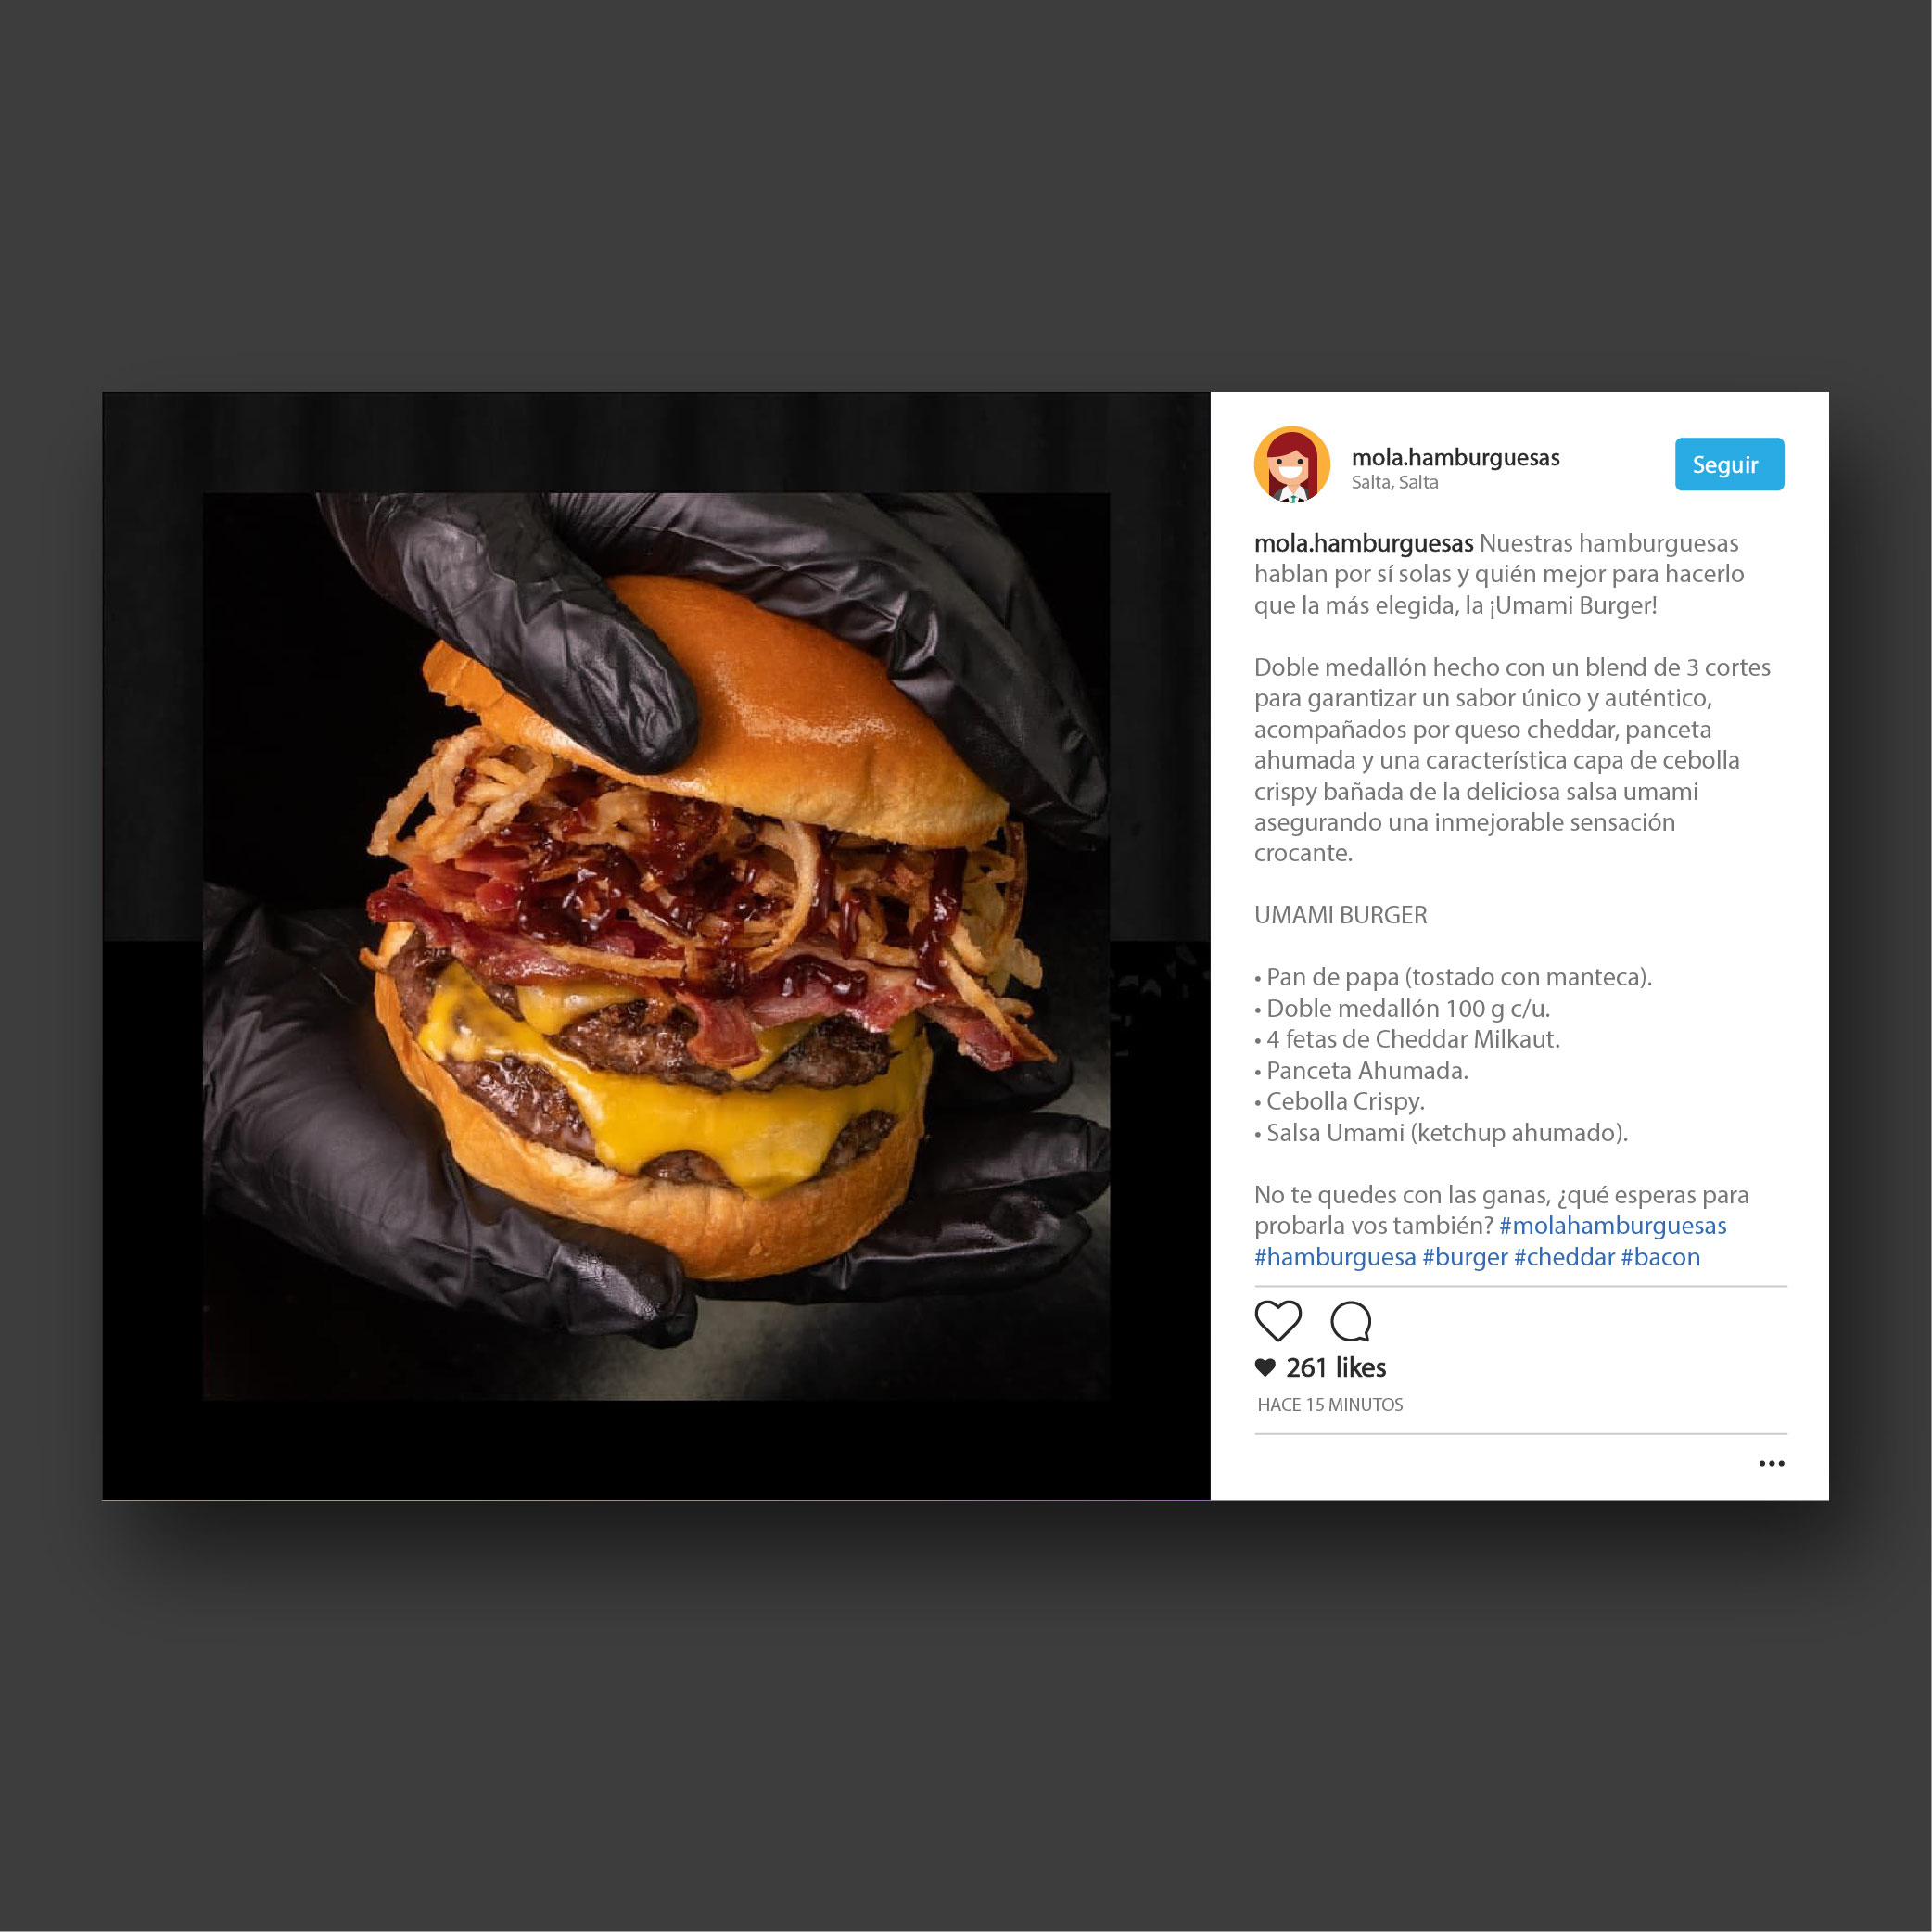 mola.hamburguesas
Salta, Salta
Seguir
mola.hamburguesas Nuestras hamburguesas
hablan por sí solas y quién mejor para hacerlo
que la más elegida, la ¡Umami Burger!
Doble medallón hecho con un blend de 3 cortes
para garantizar un sabor único y auténtico,
acompañados por queso cheddar, panceta
ahumada y una característica capa de cebolla
crispy bañada de la deliciosa salsa umami
asegurando una inmejorable sensación
crocante.
UMAMI BURGER
• Pan de papa (tostado con manteca).
• Doble medallón 100 g c/u.
• 4 fetas de Cheddar Milkaut.
• Panceta Ahumada.
• Cebolla Crispy.
• Salsa Umami (ketchup ahumado).
No te quedes con las ganas, ¿qué esperas para
probarla vos también? #molahamburguesas
#hamburguesa #burger #cheddar #bacon
261 likes
HACE 15 MINUTOS